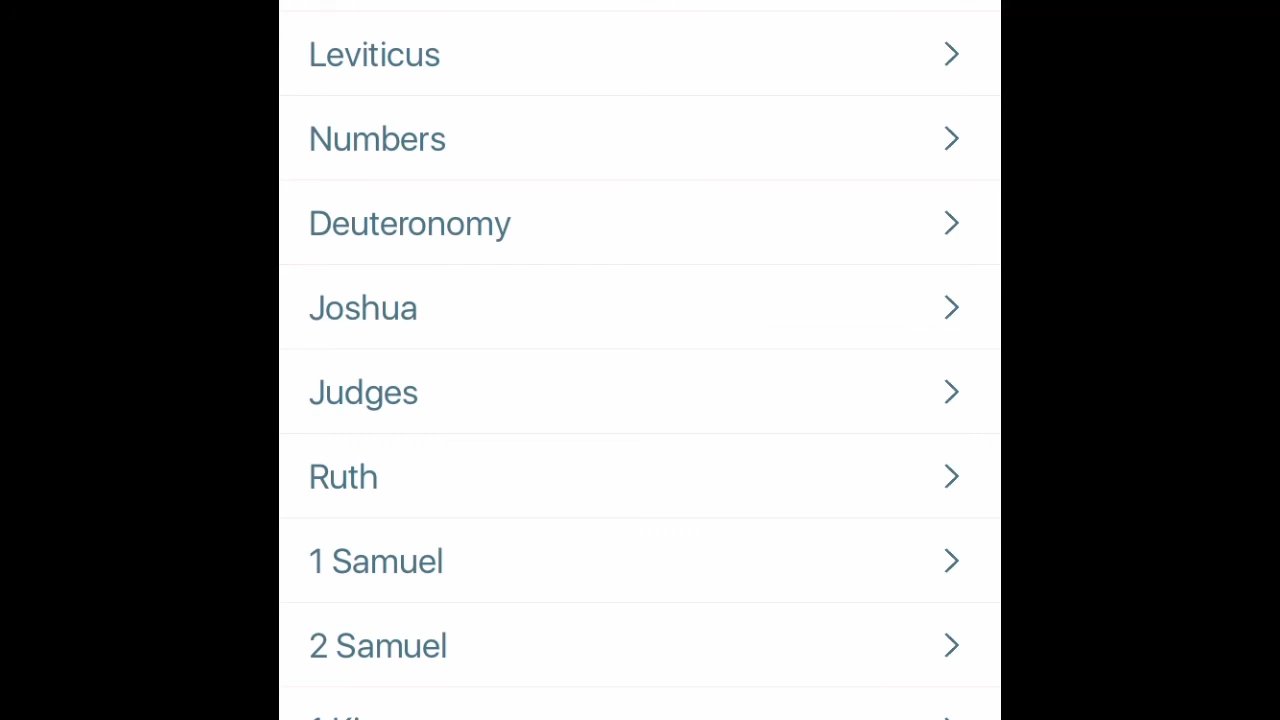 Leviticus
Numbers
Deuteronomy
Joshua
Judges
Ruth
1 Samuel
2 Samuel